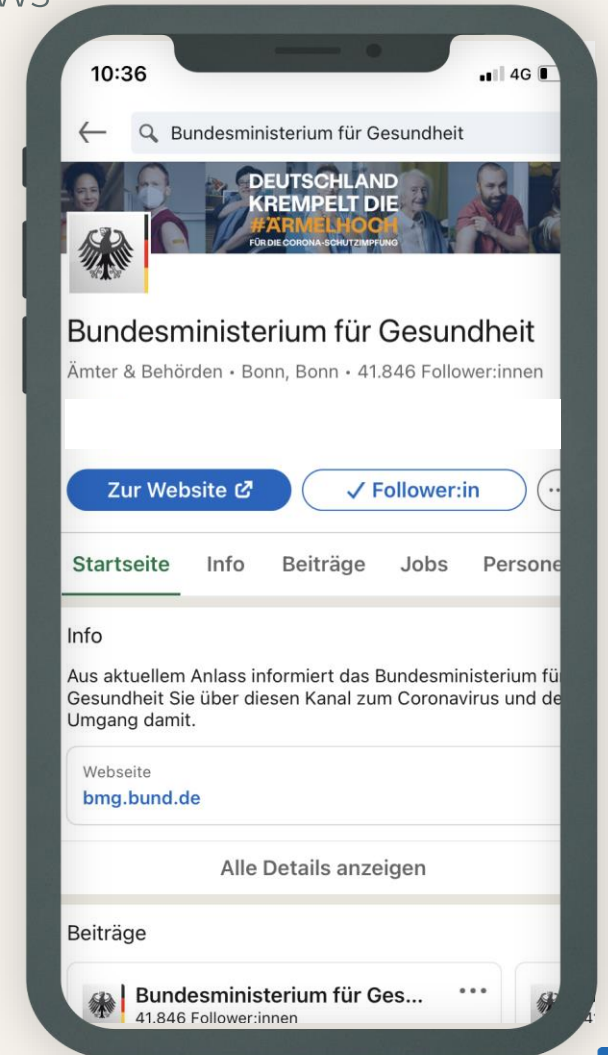 10:36
4G
Bundesministerium für Gesundheit
DEUTSCHLAND
KREMPELT DIE
#ÄRMELHOCH
FÜR DIE CORONA-SCHUTZIMPFUNG
Bundesministerium für Gesundheit
Ämter & Behörden • Bonn, Bonn • 41.846 Follower:innen
Zur Website
Follower:in
Startseite Info Beiträge Jobs Persone
Info
Aus aktuellem Anlass informiert das Bundesministerium fü
Gesundheit Sie über diesen Kanal zum Coronavirus und de
Umgang damit.
Webseite
bmg.bund.de
Alle Details anzeigen
Beiträge
Bundesministerium für Ges...
41.846 Follower:innen